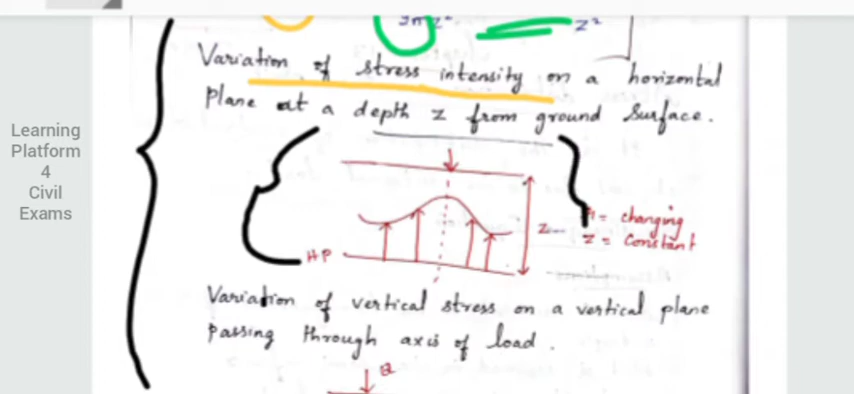 z²
Variation of stress intensity on a horizontal
Plane at a depth z from ground surface.
Learning
Platform
4
Civil
Exams
z
= changing
z = Constant
HP
Variation of vertical stress on a vertical plane
passing through axis of load.
Q